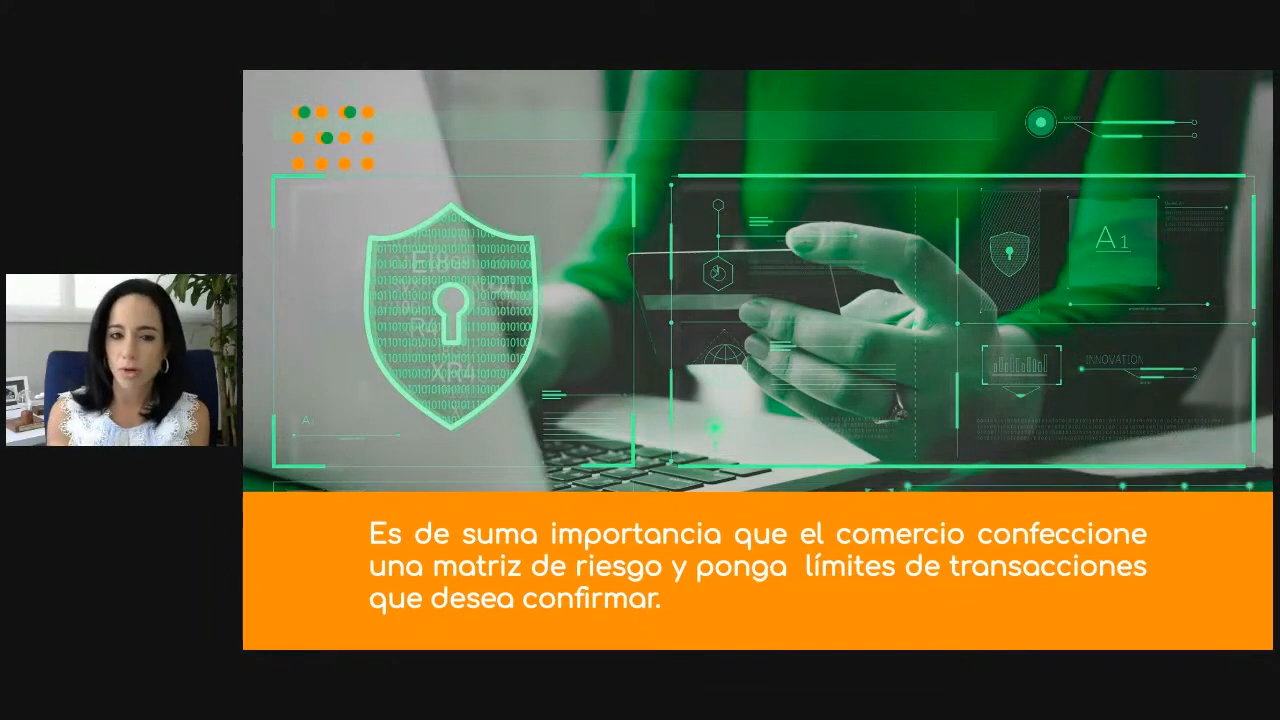 A1
INNOVATION
A1
Es de suma importancia que el comercio confeccione
una matriz de riesgo y ponga límites de transacciones
que desea confirmar.